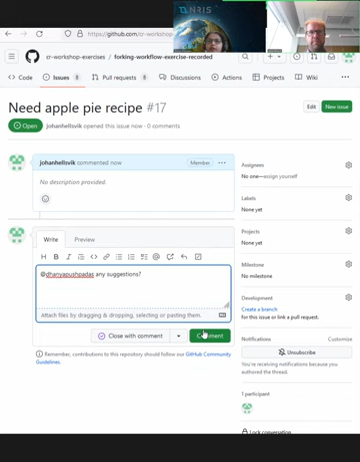 NRIS
https://github.com/cr-workshop
cr-workshop-exercises / forking-workflow-exercise-recorded
Code
Issues 8
Pull requests 8
Discussions
Actions
Projects
Wiki
Need apple pie recipe #17
Edit
New issue
Open
johanhellsvik opened this issue now · 0 comments
johanhellsvik commented now
Member
No description provided.
Write
Preview
@dhanyapushpadas any suggestions?
Attach files by dragging & dropping, selecting or pasting them.
Close with comment
Comment
Remember, contributions to this repository should follow our GitHub Community
Guidelines.
Assignees
No one—assign yourself
Labels
None yet
Projects
None yet
Milestone
No milestone
Development
Create a branch
for this issue or link a pull request.
Notifications
Customize
Unsubscribe
You're receiving notifications because you
authored the thread.
1 participant
Lock conversation